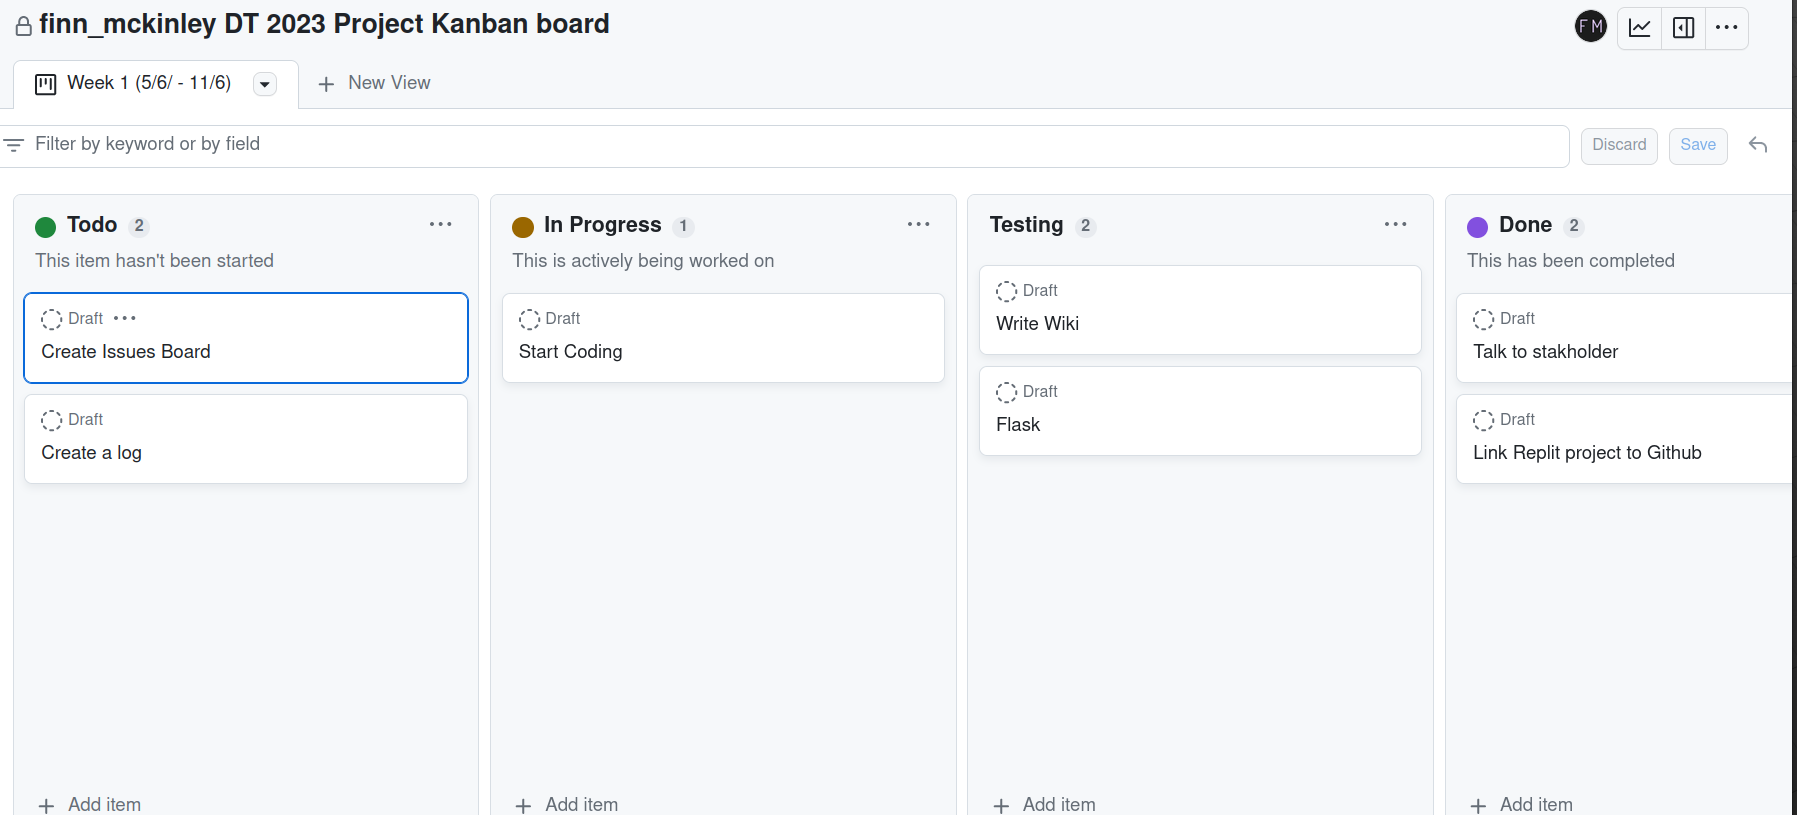 finn_mckinley DT 2023 Project Kanban board
FM
Week 1 (5/6/ - 11/6)
New View
Filter by keyword or by field
Discard
Save
Todo 2
This item hasn't been started
Draft
Create Issues Board
Draft
Create a log
Add item
In Progress 1
This is actively being worked on
Draft
Start Coding
Add item
Testing 2
Draft
Write Wiki
Draft
Flask
Add item
Done 2
This has been completed
Draft
Talk to stakholder
Draft
Link Replit project to Github
Add item